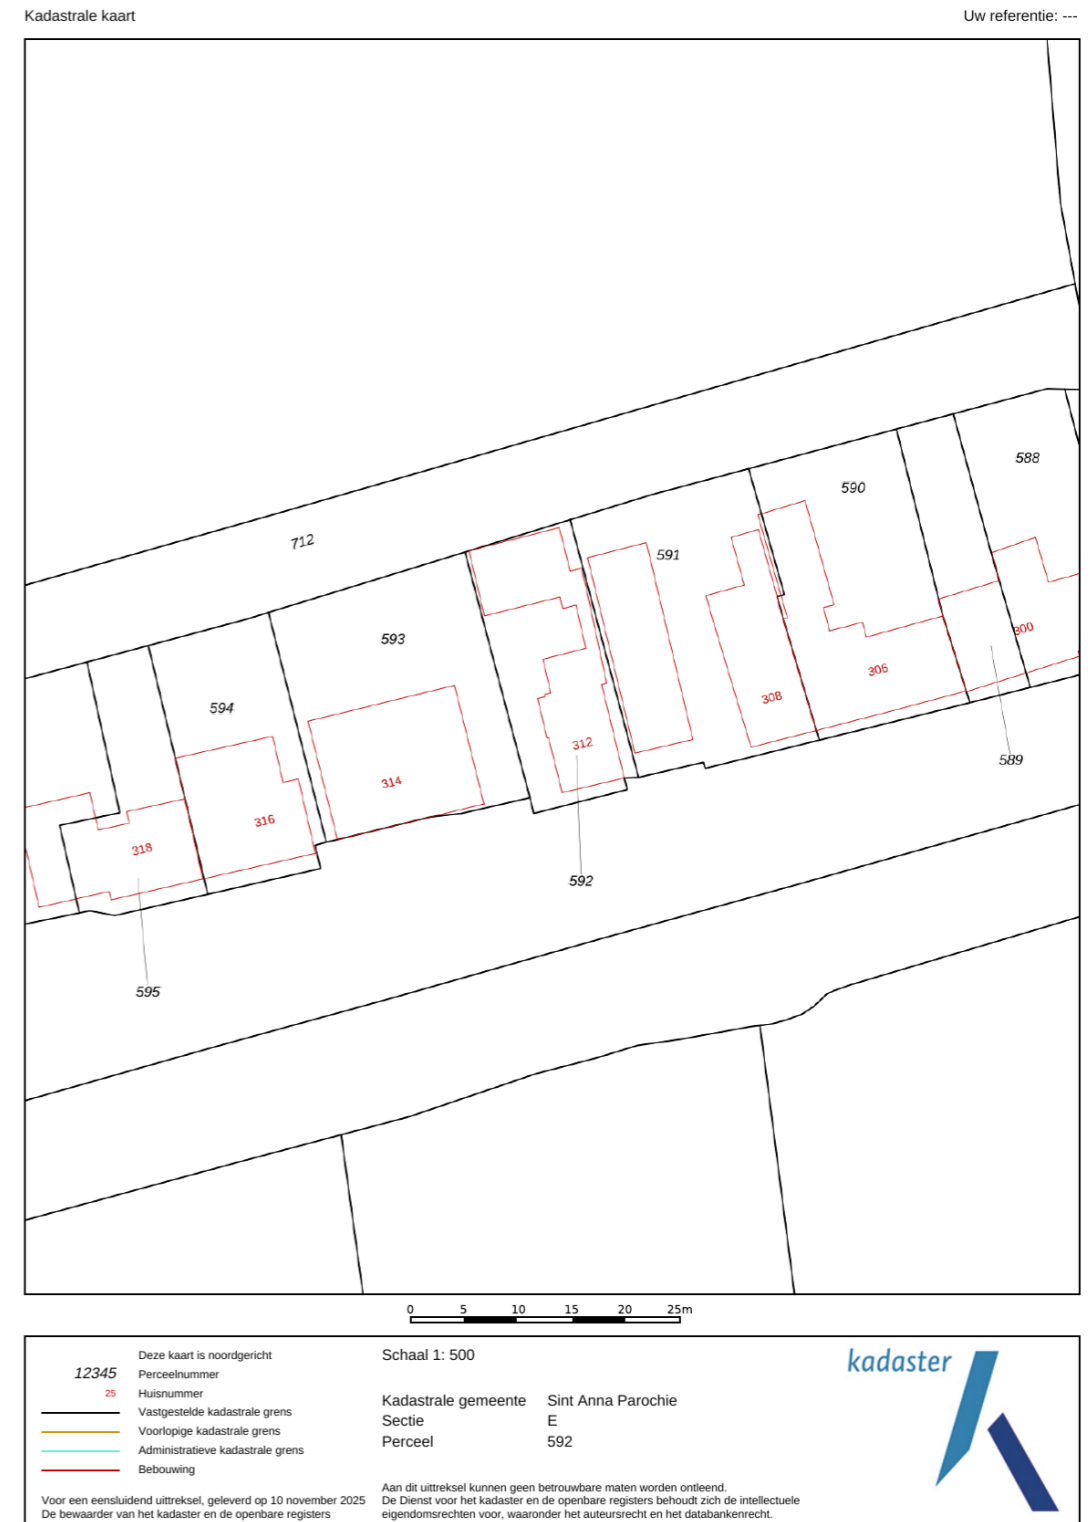 Kadastrale kaart
Uw referentie: ---
588
590
712
591
593
300
306
308
594
312
589
314
316
318
592
595
0 5 10 15 20 25m
Deze kaart is noordgericht
12345 Perceelnummer
25 Huisnummer
Vastgestelde kadastrale grens
Voorlopige kadastrale grens
Administratieve kadastrale grens
Bebouwing
Voor een eensluidend uittreksel, geleverd op 10 november 2025
De bewaarder van het kadaster en de openbare registers
Schaal 1: 500
Kadastrale gemeente Sint Anna Parochie
Sectie E
Perceel 592
Aan dit uittreksel kunnen geen betrouwbare maten worden ontleend.
De Dienst voor het kadaster en de openbare registers behoudt zich de intellectuele
eigendomsrechten voor, waaronder het auteursrecht en het databankenrecht.
kadaster